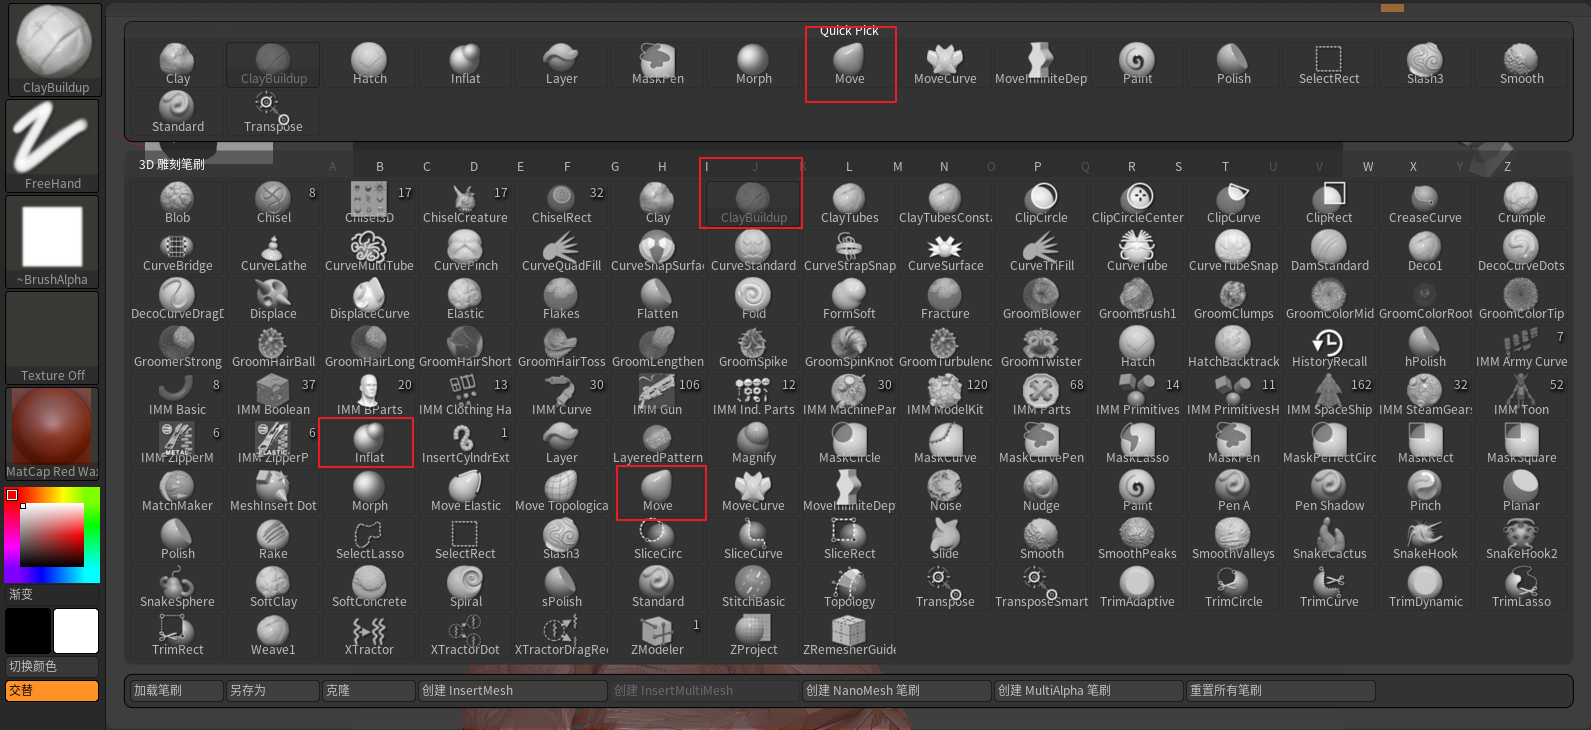 Quick Pick
Clay ClayBuildup Hatch Inflat Layer MaskPen Morph Move MoveCurve MoveInfiniteDep Paint Polish SelectRect Slash3 Smooth
Standard Transpose
ClayBuildup
FreeHand
~BrushAlpha
Texture Off
MatCap Red Wa
渐变
切换颜色
交替
3D 雕刻笔刷 A B C D E F G H I J L M N O P Q R S T U V W X Y Z
Blob Chisel 8 Chisel3D 17 ChiselCreature 17 ChiselRect 32 Clay ClayBuildup ClayTubes ClayTubesConst ClipCircle ClipCircleCenter ClipCurve ClipRect CreaseCurve Crumple
CurveBridge CurveLathe CurveMultiTube CurvePinch CurveQuadFill CurveSnapSurfa CurveStandard CurveStrapSnap CurveSurface CurveTriFill CurveTube CurveTubeSnap DamStandard Deco1 DecoCurveDots
DecoCurveDrag Displace DisplaceCurve Elastic Flakes Flatten Fold FormSoft Fracture GroomBlower GroomBrush1 GroomClumps GroomColorMid GroomColorRoot GroomColorTip
GroomerStrong GroomHairBall GroomHairLong GroomHairShort GroomHairToss GroomLengthen GroomSpike GroomSpinKnot GroomTurbulenc GroomTwister Hatch HatchBacktrack HistoryRecall hPolish IMM Army Curve 7
IMM Basic 8 IMM Boolean 37 IMM BParts 20 IMM Clothing Ha 13 IMM Curve 30 IMM Gun 106 IMM Ind. Parts 12 IMM MachinePar 30 IMM ModelKit 120 IMM Parts 68 IMM Primitives 14 IMM PrimitivesH 11 IMM SpaceShip 162 IMM SteamGear 32 IMM Toon 52
IMM ZipperM 6 IMM ZipperP 6 Inflat InsertCylndrExt 1 Layer LayeredPattern Magnify MaskCircle MaskCurve MaskCurvePen MaskLasso MaskPen MaskPerfectCirc MaskRect MaskSquare
MatchMaker MeshInsert Dot Morph Move Elastic Move Topologica Move MoveCurve MoveInfiniteDep Noise Nudge Paint Pen A Pen Shadow Pinch Planar
Polish Rake SelectLasso SelectRect Slash3 SliceCirc SliceCurve SliceRect Slide Smooth SmoothPeaks SmoothValleys SnakeCactus SnakeHook SnakeHook2
SnakeSphere SoftClay SoftConcrete Spiral sPolish Standard StitchBasic Topology Transpose TransposeSmart TrimAdaptive TrimCircle TrimCurve TrimDynamic TrimLasso
TrimRect Weave1 XTractor XTractorDot XTractorDragRe ZModeler 1 ZProject ZRemesherGuide
加载笔刷 另存为 克隆 创建 InsertMesh 创建 InsertMultiMesh 创建 NanoMesh 笔刷 创建 MultiAlpha 笔刷 重置所有笔刷